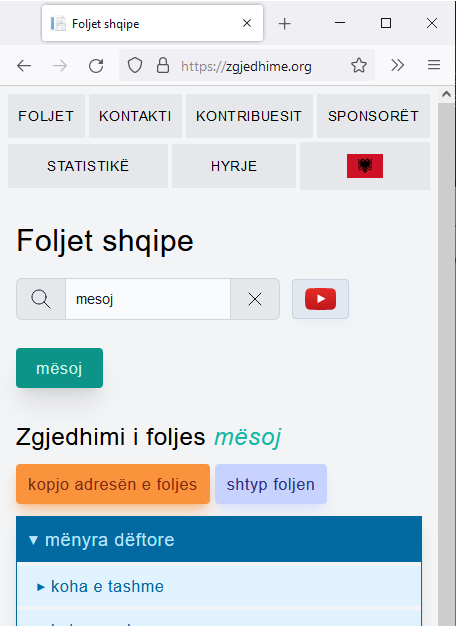 Foljet shqipe
https://zgjedhime.org
FOLJET KONTAKTI KONTRIBUESIT SPONSORËT
STATISTIKË HYRJE
Foljet shqipe
mesoj
mësoj
Zgjedhimi i foljes mësoj
kopjo adresën e foljes shtyp foljen
▾ mënyra dëftore
▸ koha e tashme